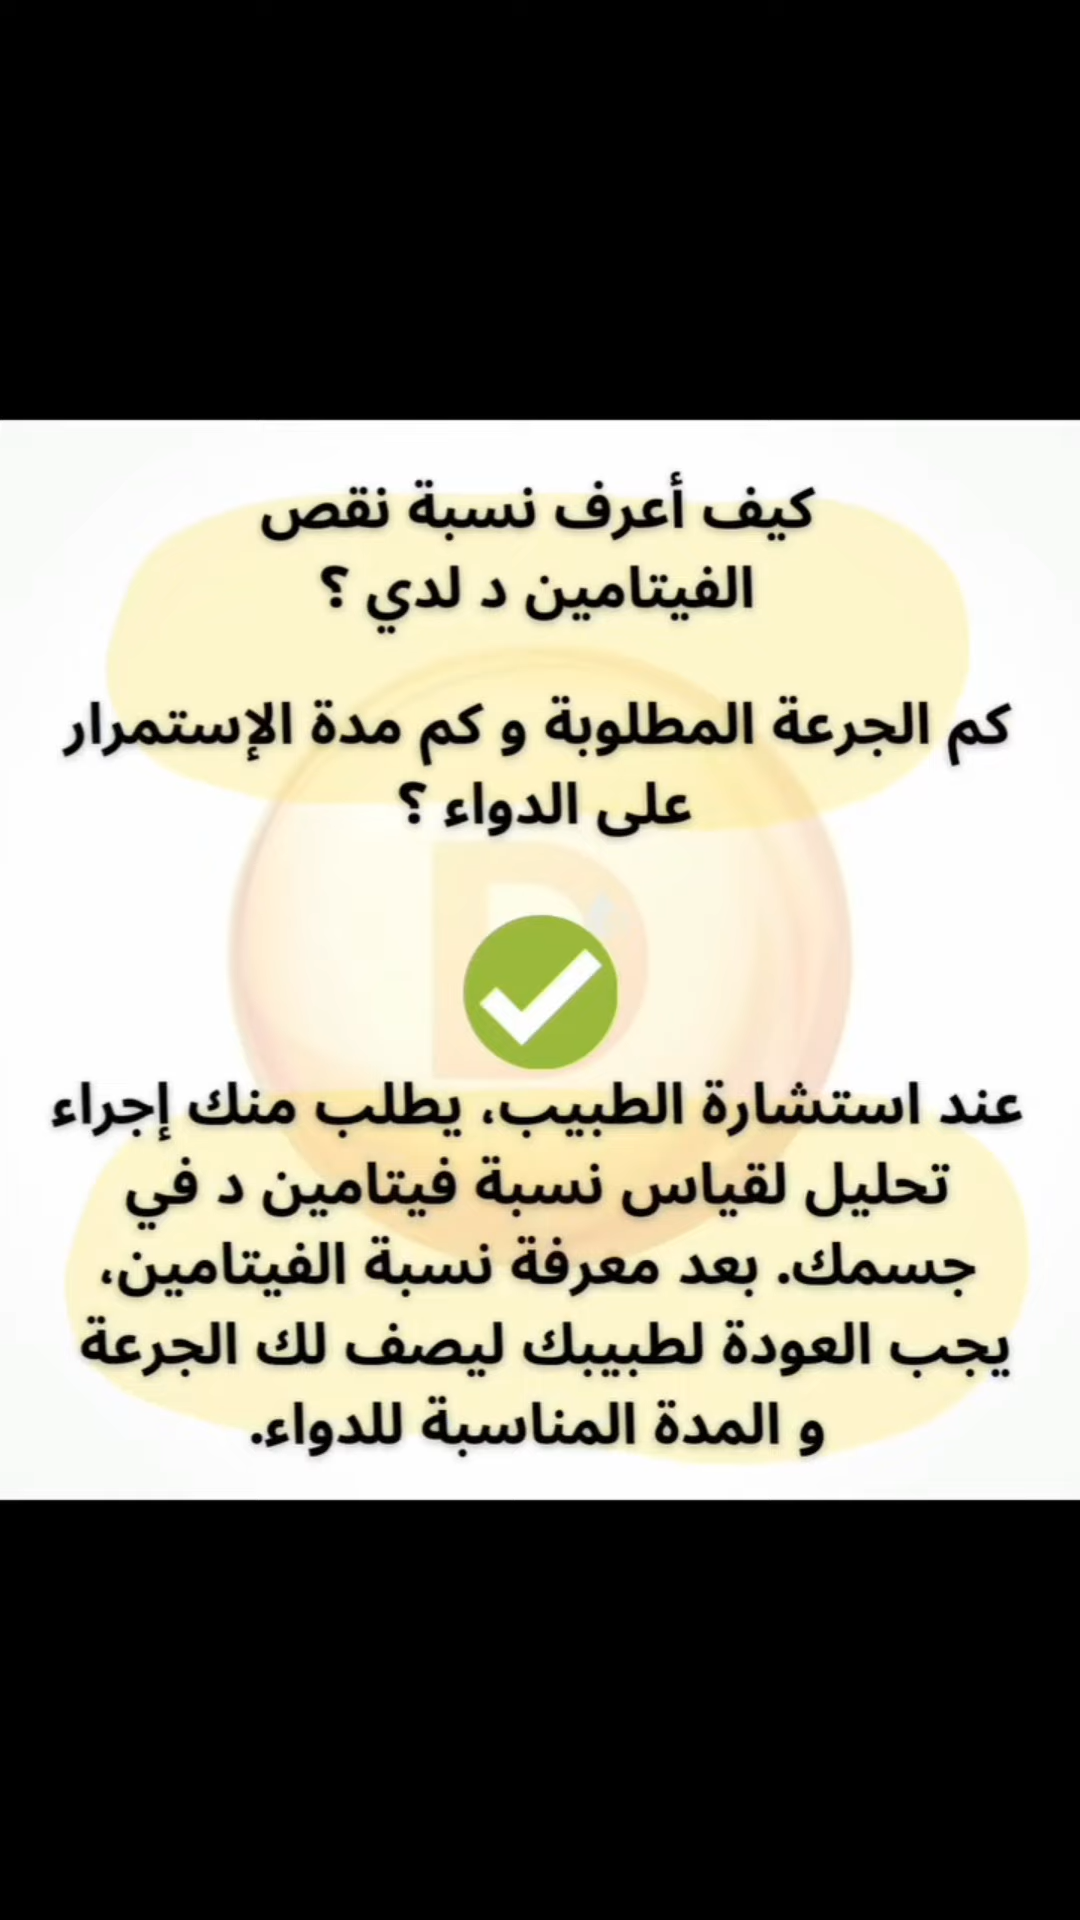 كيف أعرف نسبة نقص
الفيتامين د لدي ؟
كم الجرعة المطلوبة و كم مدة الإستمرار
على الدواء ؟
D
عند استشارة الطبيب، يطلب منك إجراء
تحليل لقياس نسبة فيتامين د في
جسمك. بعد معرفة نسبة الفيتامين،
يجب العودة لطبيبك ليصف لك الجرعة
و المدة المناسبة للدواء.